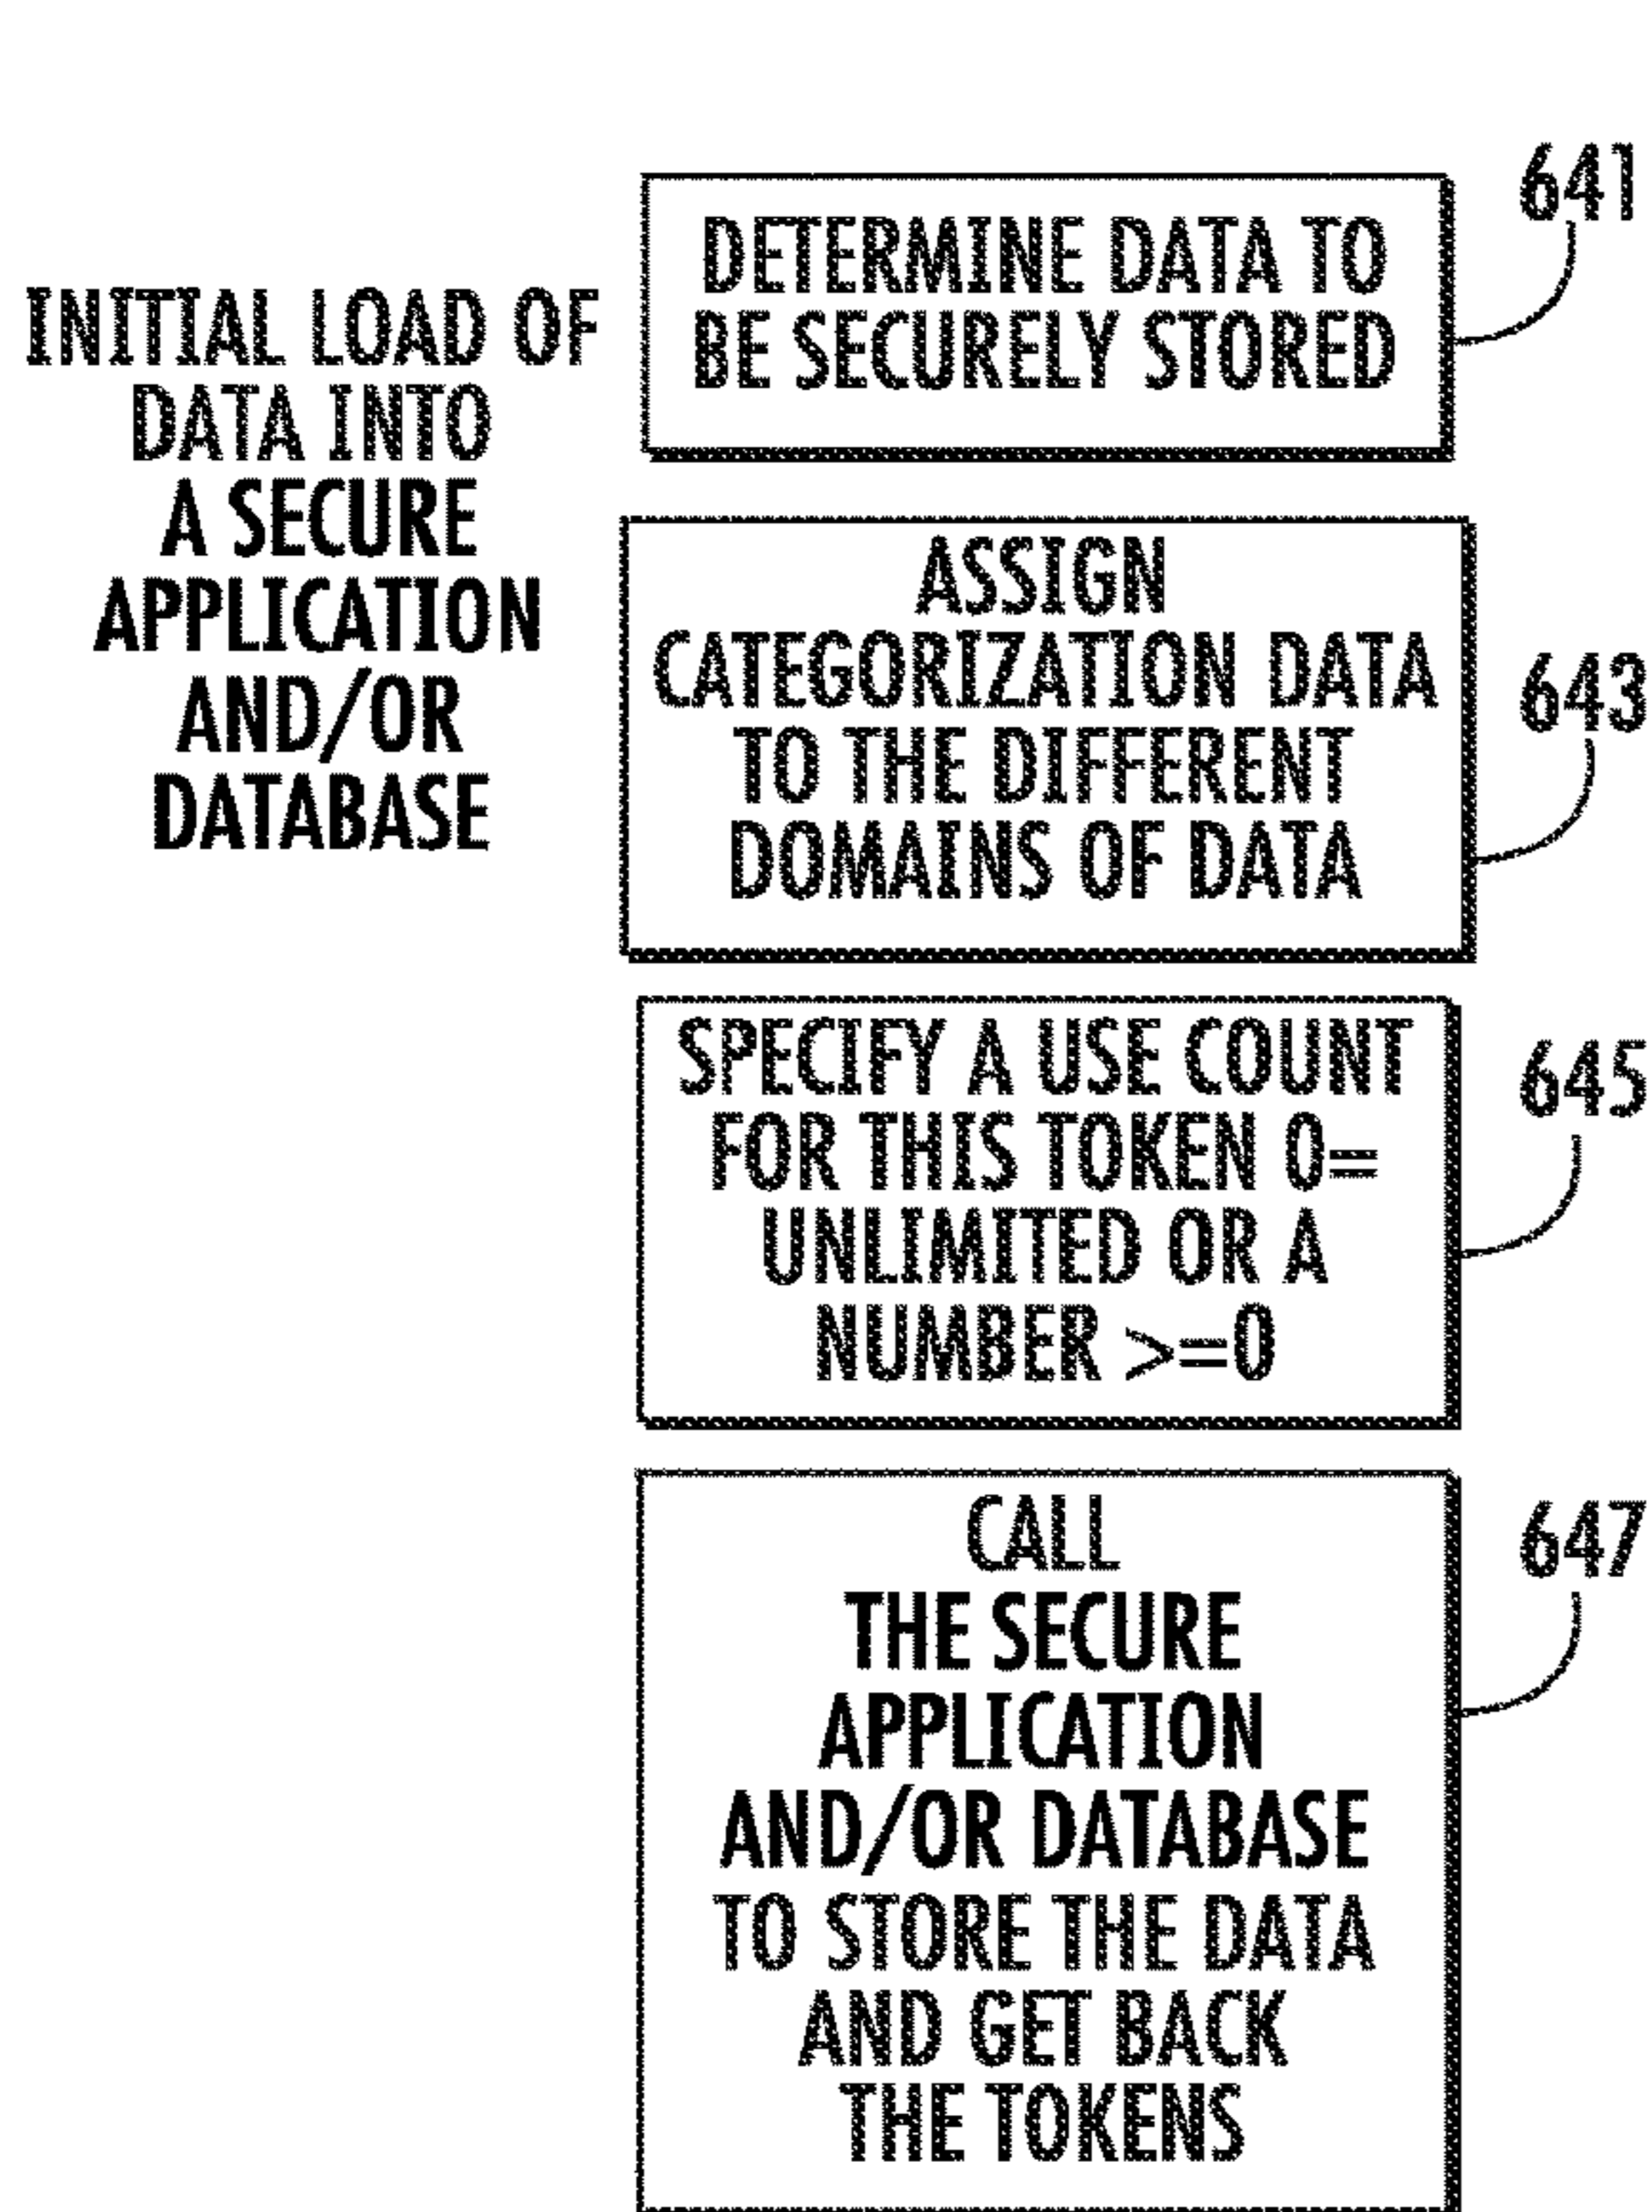 INITIAL LOAD OF
DATA INTO
A SECURE
APPLICATION
AND/OR
DATABASE
DETERMINE DATA TO
BE SECURELY STORED
641
ASSIGN
CATEGORIZATION DATA
TO THE DIFFERENT
DOMAINS OF DATA
643
SPECIFY A USE COUNT
FOR THIS TOKEN 0=
UNLIMITED OR A
NUMBER >=0
645
CALL
THE SECURE
APPLICATION
AND/OR DATABASE
TO STORE THE DATA
AND GET BACK
THE TOKENS
647